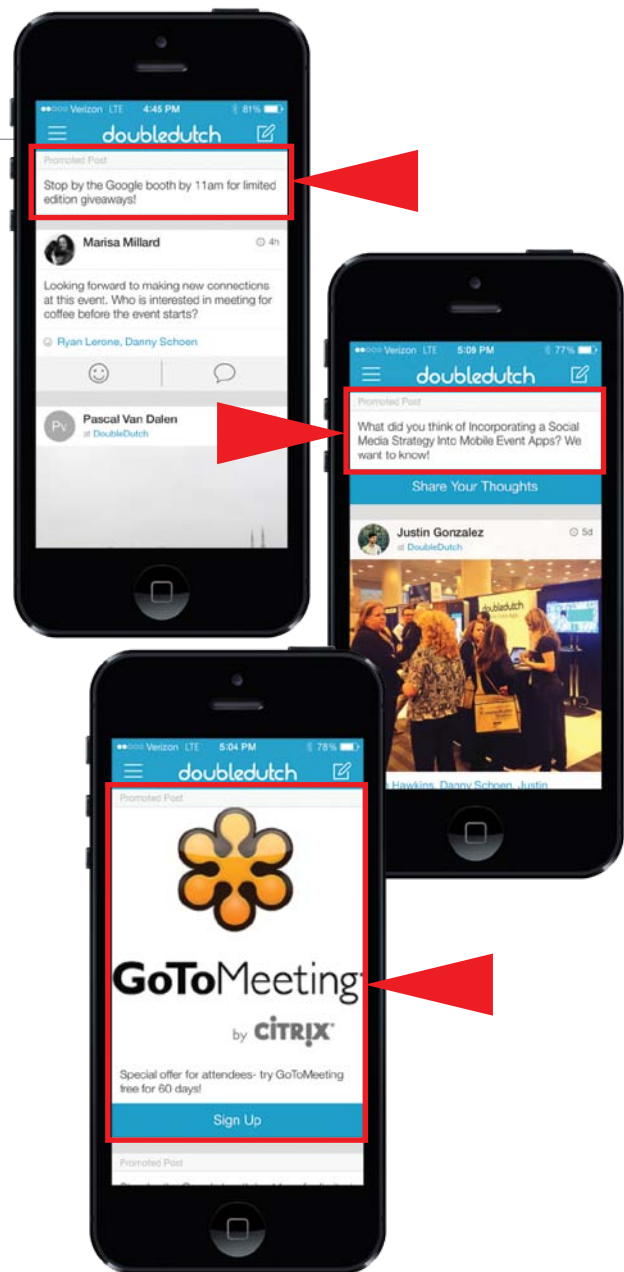 Verizon LTE 4:45 PM 81%
doubledutch
Promoted Post
Stop by the Google booth by 11am for limited
edition giveaways!
Marisa Millard 4h
Looking forward to making new connections
at this event. Who is interested in meeting for
coffee before the event starts?
Ryan Lerone, Danny Schoen
Pv Pascal Van Dalen
at DoubleDutch
Verizon LTE 5:09 PM 77%
doubledutch
Promoted Post
What did you think of Incorporating a Social
Media Strategy Into Mobile Event Apps? We
want to know!
Share Your Thoughts
Justin Gonzalez 5d
at DoubleDutch
doubledutch
Hawkins, Danny Schoen, Justin
Verizon LTE 5:04 PM 78%
doubledutch
Promoted Post
GoToMeeting
by CITRIX
Special offer for attendees- try GoToMeeting
free for 60 days!
Sign Up
Promoted Post